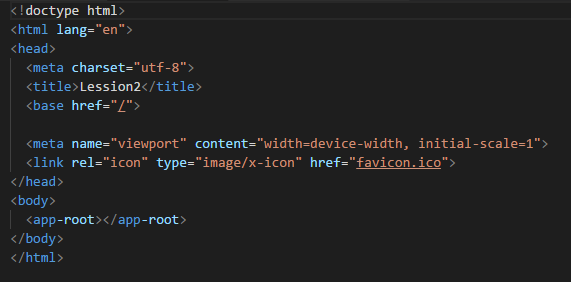 <!doctype html>
<html lang="en">
<head>
<meta charset="utf-8">
<title>Lession2</title>
<base href="/">
<meta name="viewport" content="width=device-width, initial-scale=1">
<link rel="icon" type="image/x-icon" href="favicon.ico">
</head>
<body>
<app-root></app-root>
</body>
</html>